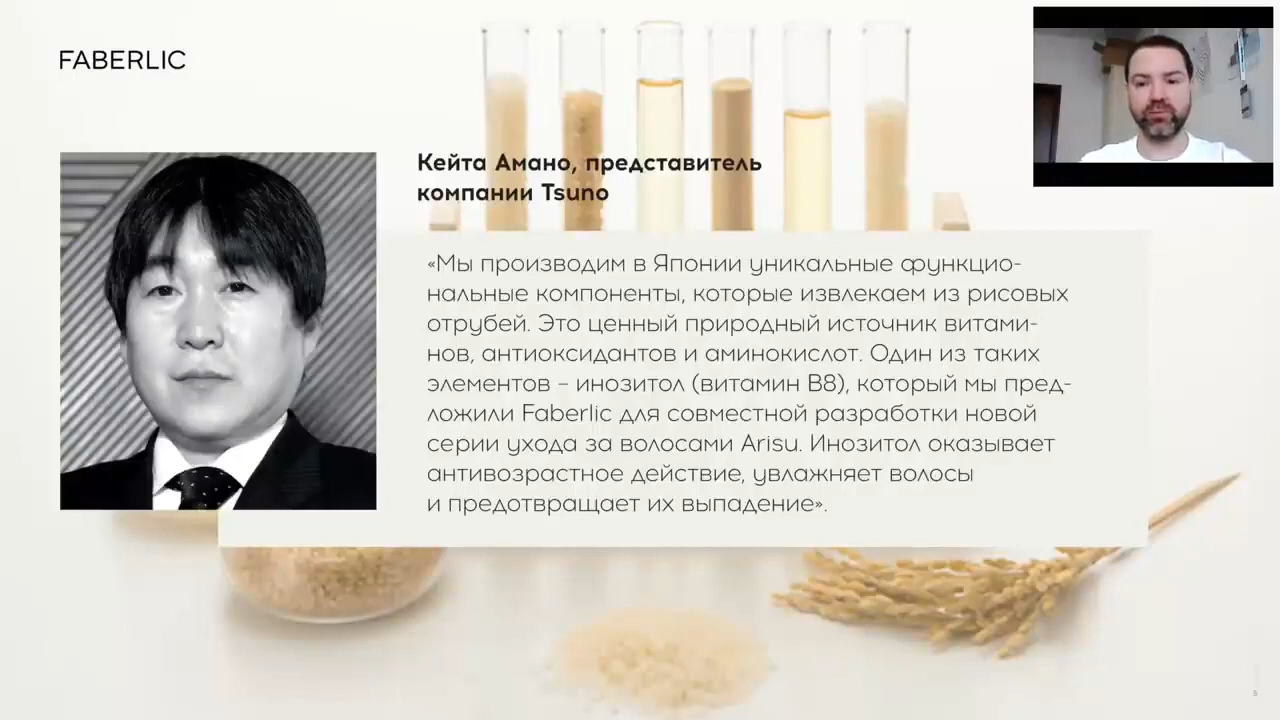 FABERLIC
Кейта Амано, представитель
компании Tsuno
«Мы производим в Японии уникальные функцио-
нальные компоненты, которые извлекаем из рисовых
отрубей. Это ценный природный источник витами-
нов, антиоксидантов и аминокислот. Один из таких
элементов – инозитол (витамин B8), который мы пред-
ложили Faberlic для совместной разработки новой
серии ухода за волосами Arisu. Инозитол оказывает
антивозрастное действие, увлажняет волосы
и предотвращает их выпадение».